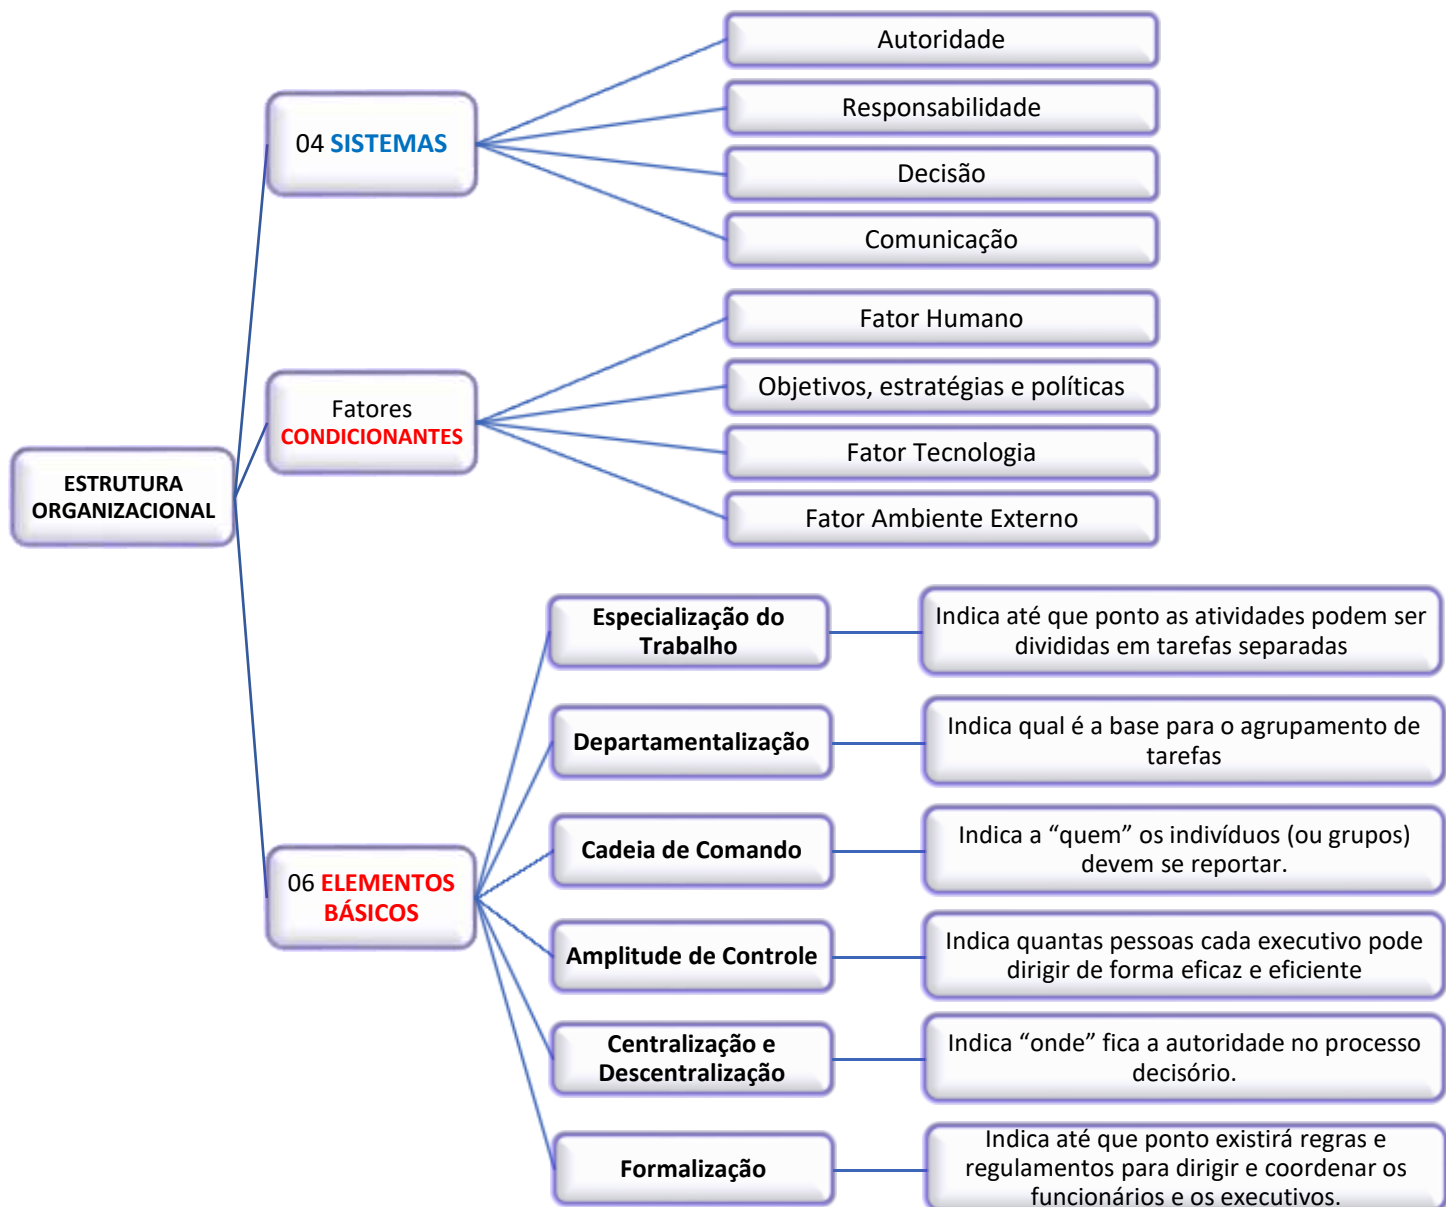 ESTRUTURA
ORGANIZACIONAL
04 SISTEMAS
Autoridade
Responsabilidade
Decisão
Comunicação
Fatores
CONDICIONANTES
Fator Humano
Objetivos, estratégias e políticas
Fator Tecnologia
Fator Ambiente Externo
06 ELEMENTOS
BÁSICOS
Especialização do
Trabalho
Indica até que ponto as atividades podem ser
divididas em tarefas separadas
Departamentalização
Indica qual é a base para o agrupamento de
tarefas
Cadeia de Comando
Indica a “quem” os indivíduos (ou grupos)
devem se reportar.
Amplitude de Controle
Indica quantas pessoas cada executivo pode
dirigir de forma eficaz e eficiente
Centralização e
Descentralização
Indica “onde” fica a autoridade no processo
decisório.
Formalização
Indica até que ponto existirá regras e
regulamentos para dirigir e coordenar os
funcionários e os executivos.